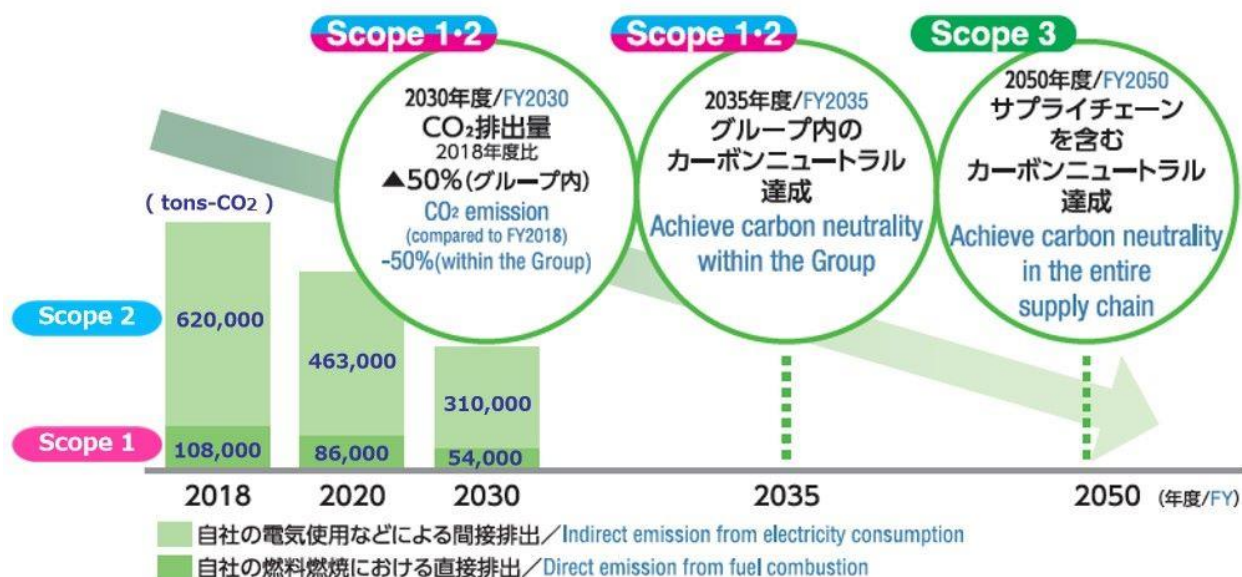 Scope 1・2
2030年度/FY2030
CO₂排出量
2018年度比
▲50%(グループ内)
CO₂ emission
(compared to FY2018)
-50%(within the Group)
Scope 1・2
2035年度/FY2035
グループ内の
カーボンニュートラル
達成
Achieve carbon neutrality
within the Group
Scope 3
2050年度/FY2050
サプライチェーン
を含む
カーボンニュートラル
達成
Achieve carbon neutrality
in the entire
supply chain
( tons-CO₂ )
Scope 2
620,000
463,000
310,000
Scope 1
108,000
86,000
54,000
2018
2020
2030
2035
2050
(年度/FY)
自社の電気使用などによる間接排出／Indirect emission from electricity consumption
自社の燃料燃焼における直接排出／Direct emission from fuel combustion